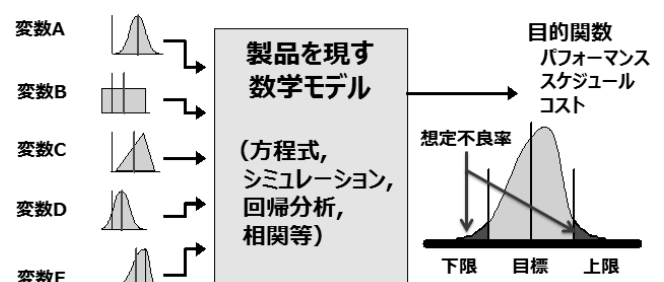 変数A
変数B
変数C
変数D
変数E
製品を現す
数学モデル
(方程式,
シミュレーション,
回帰分析,
相関等)
目的関数
パフォーマンス
スケジュール
コスト
想定不良率
下限 目標 上限